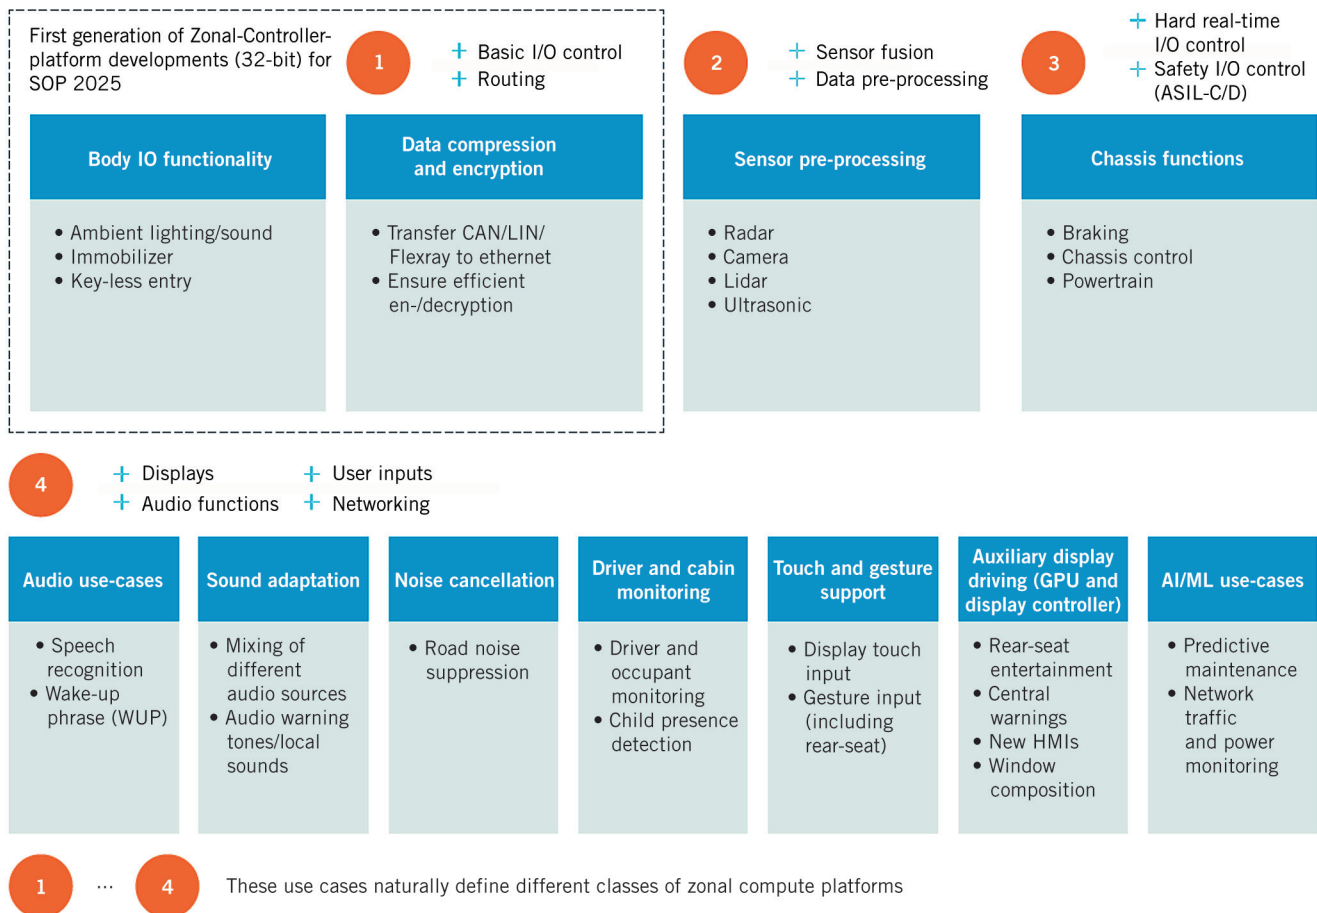 First generation of Zonal-Controller-
platform developments (32-bit) for
SOP 2025
1
+ Basic I/O control
+ Routing
2
+ Sensor fusion
+ Data pre-processing
3
+ Hard real-time
I/O control
+ Safety I/O control
(ASIL-C/D)
Body IO functionality
• Ambient lighting/sound
• Immobilizer
• Key-less entry
Data compression
and encryption
• Transfer CAN/LIN/
Flexray to ethernet
• Ensure efficient
en-/decryption
Sensor pre-processing
• Radar
• Camera
• Lidar
• Ultrasonic
Chassis functions
• Braking
• Chassis control
• Powertrain
4
+ Displays
+ Audio functions
+ User inputs
+ Networking
Audio use-cases
• Speech
recognition
• Wake-up
phrase (WUP)
Sound adaptation
• Mixing of
different
audio sources
• Audio warning
tones/local
sounds
Noise cancellation
• Road noise
suppression
Driver and cabin
monitoring
• Driver and
occupant
monitoring
• Child presence
detection
Touch and gesture
support
• Display touch
input
• Gesture input
(including
rear-seat)
Auxiliary display
driving (GPU and
display controller)
• Rear-seat
entertainment
• Central
warnings
• New HMIs
• Window
composition
AI/ML use-cases
• Predictive
maintenance
• Network
traffic
and power
monitoring
1 ... 4 These use cases naturally define different classes of zonal compute platforms